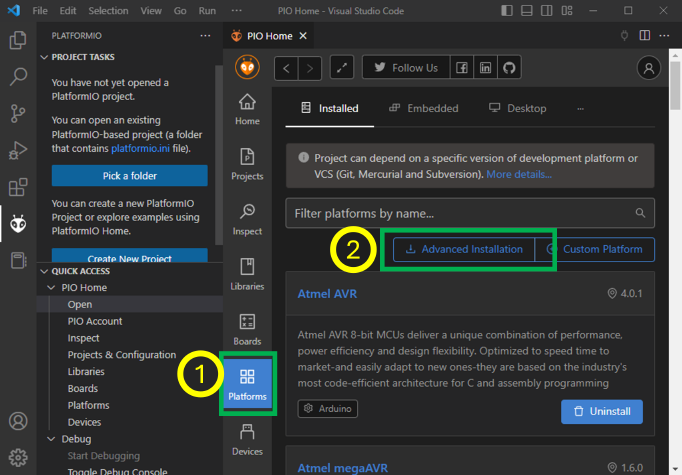 File Edit Selection View Go Run ··· PIO Home - Visual Studio Code
PLATFORMIO ···
PROJECT TASKS
You have not yet opened a
PlatformIO project.
You can open an existing
PlatformIO-based project (a folder
that contains platformio.ini file).
Pick a folder
You can create a new PlatformIO
Project or explore examples using
PlatformIO Home.
Create New Project
QUICK ACCESS
PIO Home
Open
PIO Account
Inspect
Projects & Configuration
Libraries
Boards
Platforms
Devices
Debug
Start Debugging
Toggle Debug Console
PIO Home
Follow Us
Home
Projects
Inspect
Libraries
Boards
1
Platforms
Devices
Installed Embedded Desktop ···
Project can depend on a specific version of development platform or
VCS (Git, Mercurial and Subversion). More details...
Filter platforms by name...
2
Advanced Installation Custom Platform
Atmel AVR 4.0.1
Atmel AVR 8-bit MCUs deliver a unique combination of performance,
power efficiency and design flexibility. Optimized to speed time to
market-and easily adapt to new ones-they are based on the industry's
most code-efficient architecture for C and assembly programming
Arduino
Uninstall
Atmel megaAVR 1.6.0